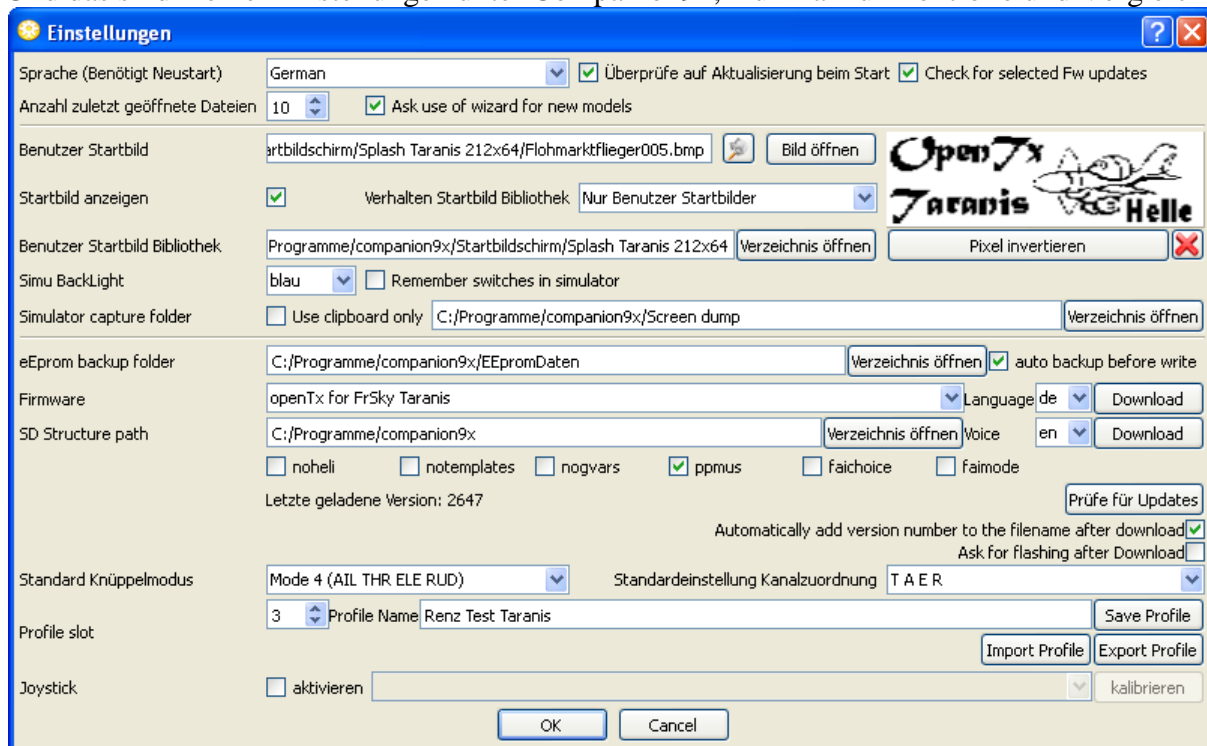 Einstellungen
Sprache (Benötigt Neustart) German Überprüfe auf Aktualisierung beim Start Check for selected Fw updates
Anzahl zuletzt geöffnete Dateien 10 Ask use of wizard for new models
Benutzer Startbild artbildschirm/Splash Taranis 212x64/Flohmarktflieger005.bmp Bild öffnen
OpenTx
Taranis Helle
Startbild anzeigen Verhalten Startbild Bibliothek Nur Benutzer Startbilder
Benutzer Startbild Bibliothek Programme/companion9x/Startbildschirm/Splash Taranis 212x64 Verzeichnis öffnen Pixel invertieren
Simu BackLight blau Remember switches in simulator
Simulator capture folder Use clipboard only C:/Programme/companion9x/Screen dump Verzeichnis öffnen
eEprom backup folder C:/Programme/companion9x/EEpromDaten Verzeichnis öffnen auto backup before write
Firmware openTx for FrSky Taranis Language de Download
SD Structure path C:/Programme/companion9x Verzeichnis öffnen Voice en Download
noheli notemplates nogvars ppmus faichoice faimode
Letzte geladene Version: 2647 Prüfe für Updates
Automatically add version number to the filename after download
Ask for flashing after Download
Standard Knüppelmodus Mode 4 (AIL THR ELE RUD) Standardeinstellung Kanalzuordnung T A E R
Profile slot 3 Profile Name Renz Test Taranis Save Profile
Import Profile Export Profile
Joystick aktivieren kalibrieren
OK Cancel